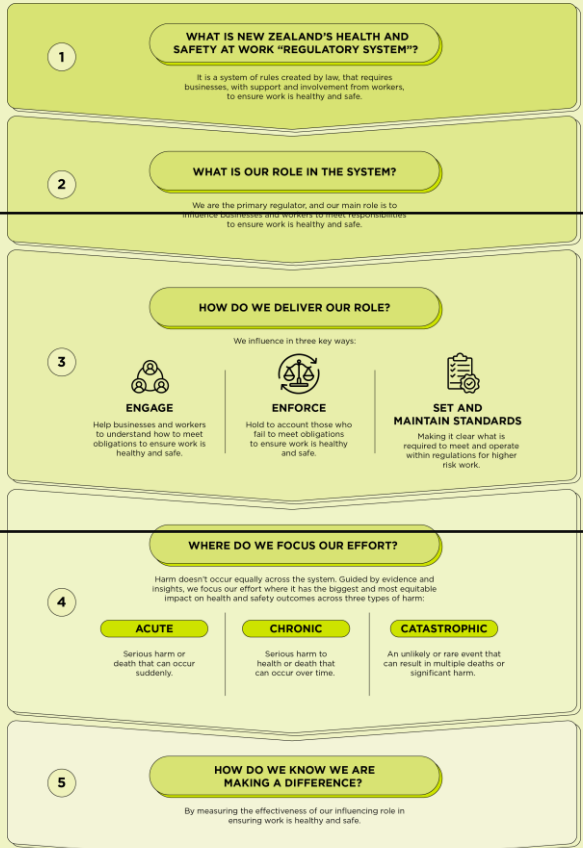 1
WHAT IS NEW ZEALAND'S HEALTH AND
SAFETY AT WORK "REGULATORY SYSTEM"?
It is a system of rules created by law, that requires
businesses, with support and involvement from workers,
to ensure work is healthy and safe.
2
WHAT IS OUR ROLE IN THE SYSTEM?
We are the primary regulator, and our main role is to
influence businesses and workers to meet responsibilities
to ensure work is healthy and safe.
3
HOW DO WE DELIVER OUR ROLE?
We influence in three key ways:
ENGAGE
Help businesses and workers
to understand how to meet
obligations to ensure work is
healthy and safe.
ENFORCE
Hold to account those who
fail to meet obligations
to ensure work is healthy
and safe.
SET AND
MAINTAIN STANDARDS
Making it clear what is
required to meet and operate
within regulations for higher
risk work.
4
WHERE DO WE FOCUS OUR EFFORT?
Harm doesn't occur equally across the system. Guided by evidence and
insights, we focus our effort where it has the biggest and most equitable
impact on health and safety outcomes across three types of harm:
ACUTE
Serious harm or
death that can occur
suddenly.
CHRONIC
Serious harm to
health or death that
can occur over time.
CATASTROPHIC
An unlikely or rare event that
can result in multiple deaths or
significant harm.
5
HOW DO WE KNOW WE ARE
MAKING A DIFFERENCE?
By measuring the effectiveness of our influencing role in
ensuring work is healthy and safe.